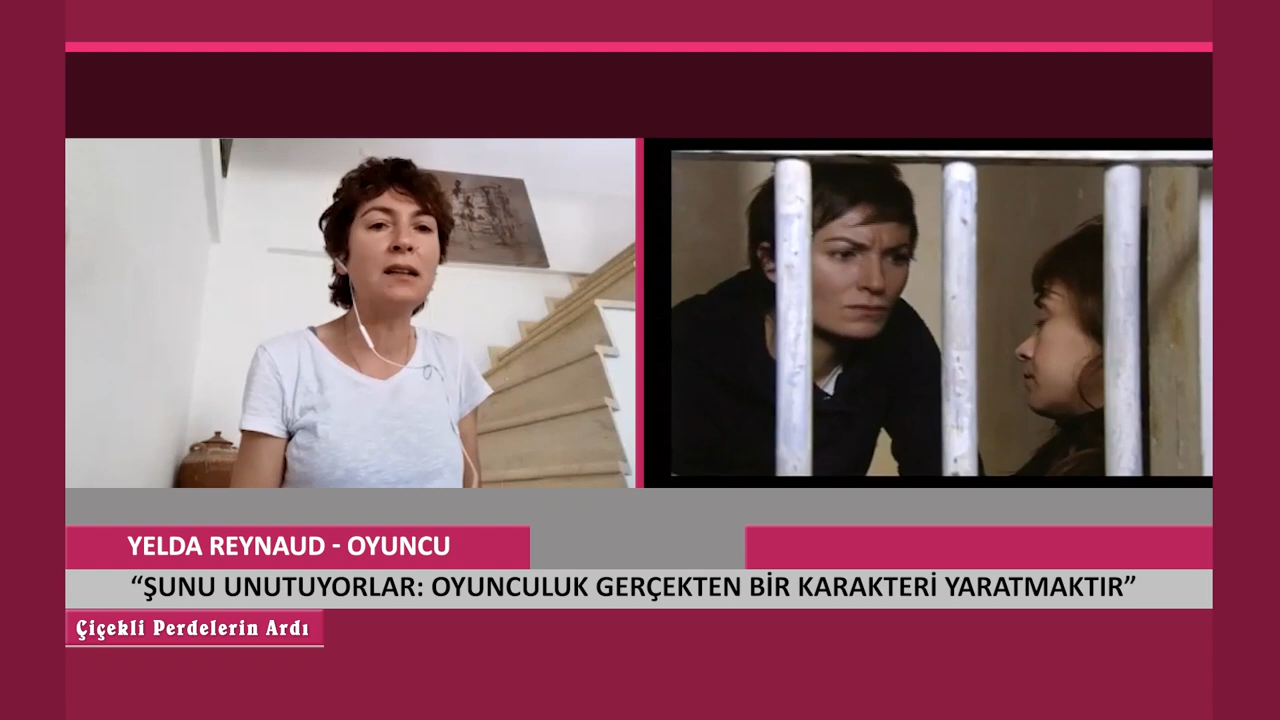 YELDA REYNAUD - OYUNCU
“ŞUNU UNUTUYORLAR: OYUNCULUK GERÇEKTEN BİR KARAKTERİ YARATMAKTIR”
Çiçekli Perdelerin Ardı